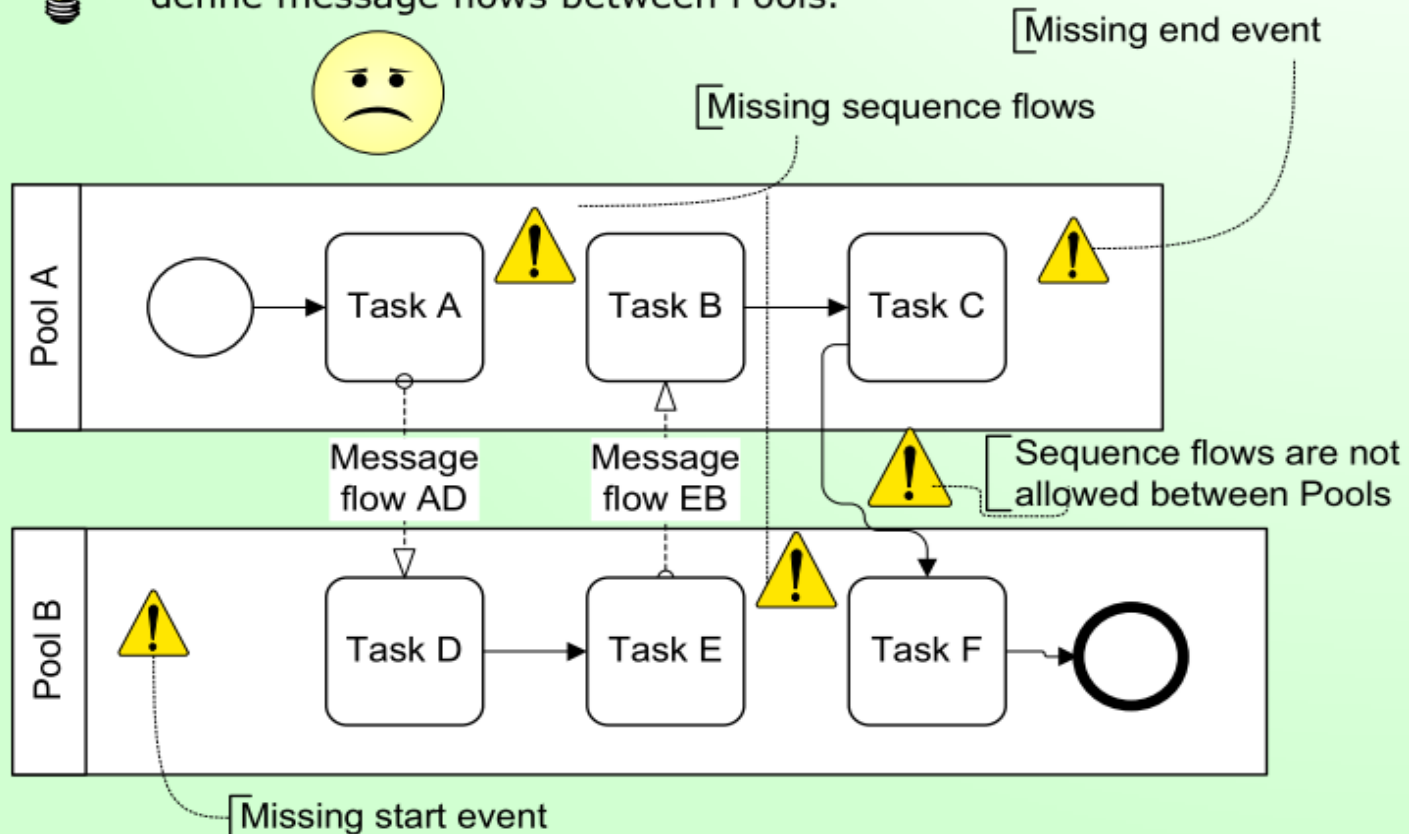 define message flows between Pools.
Missing end event
Missing sequence flows
Pool A
Task A
Task B
Task C
Message
flow AD
Message
flow EB
Sequence flows are not
allowed between Pools
Pool B
Task D
Task E
Task F
Missing start event